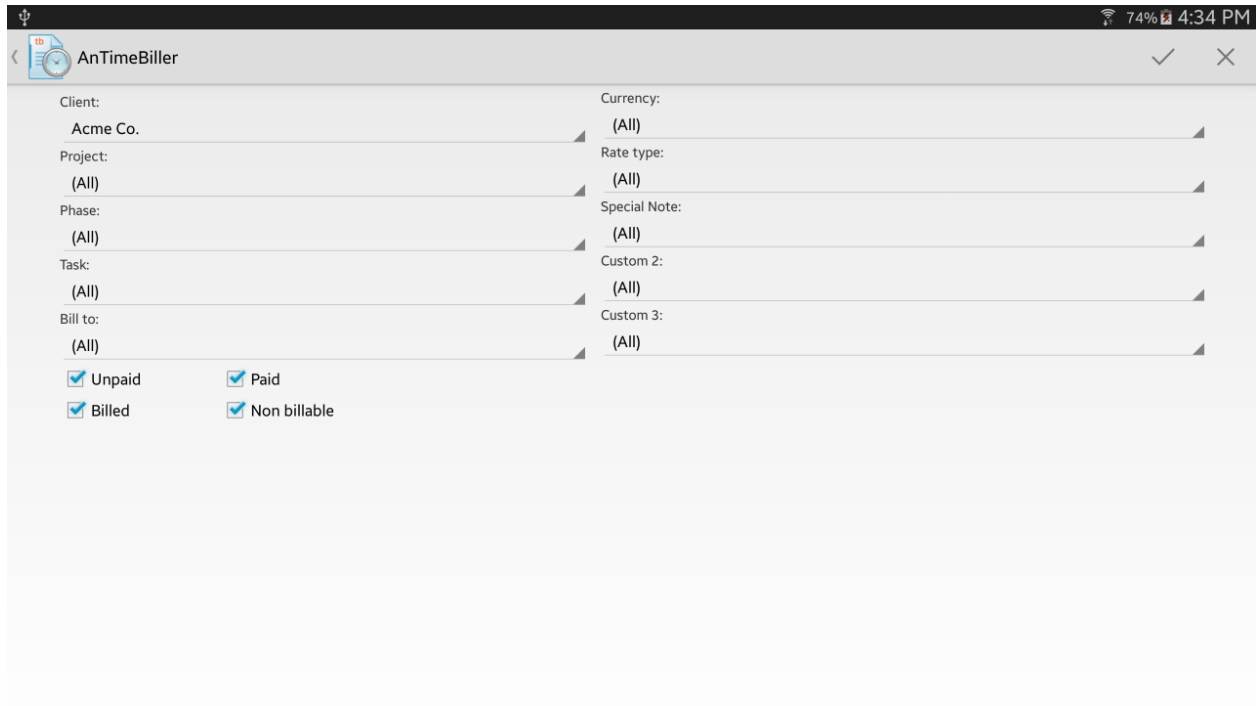 74% 4:34 PM
tb
AnTimeBiller
Client:
Acme Co.
Project:
(All)
Phase:
(All)
Task:
(All)
Bill to:
(All)
Unpaid Paid
Billed Non billable
Currency:
(All)
Rate type:
(All)
Special Note:
(All)
Custom 2:
(All)
Custom 3:
(All)